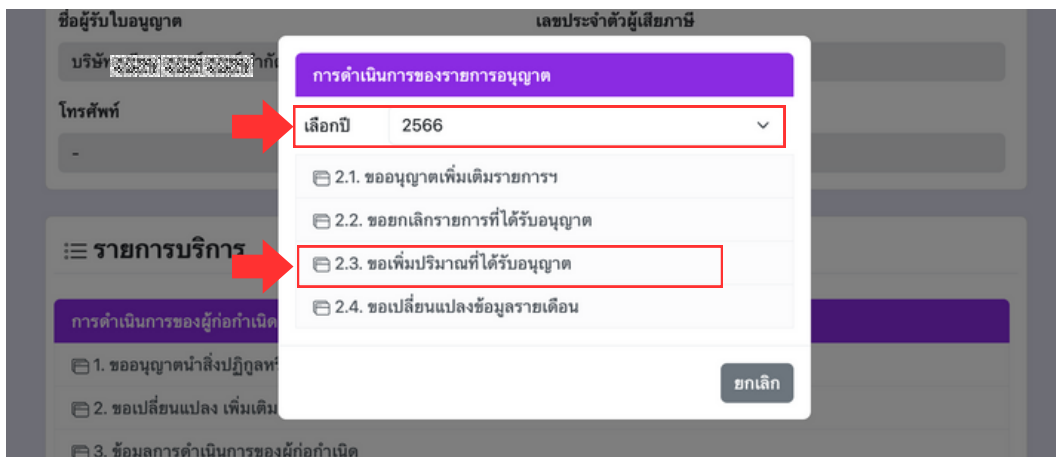 ชื่อผู้รับใบอนุญาต เลขประจำตัวผู้เสียภาษี
บริษัท
โทรศัพท์
-
การดำเนินการของรายการอนุญาต
เลือกปี 2566
2.1. ขออนุญาตเพิ่มเติมรายการฯ
2.2. ขอยกเลิกรายการที่ได้รับอนุญาต
2.3. ขอเพิ่มปริมาณที่ได้รับอนุญาต
2.4. ขอเปลี่ยนแปลงข้อมูลรายเดือน
ยกเลิก
รายการบริการ
การดำเนินการของผู้ก่อกำเนิด
1. ขออนุญาตนำสิ่งปฏิกูล
2. ขอเปลี่ยนแปลง เพิ่มเติม
3. ข้อมูลการดำเนินการของผู้ก่อกำเนิด